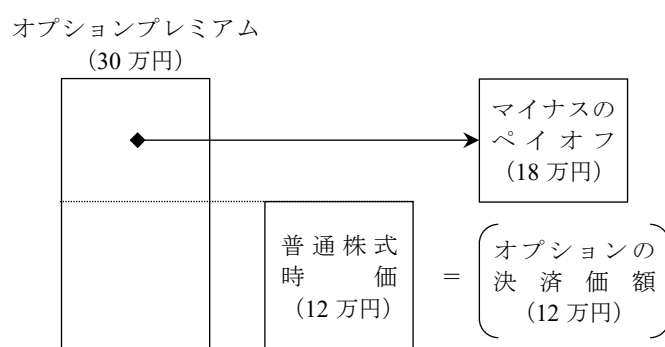 オプションプレミアム
（30 万円）
マイナスの
ペイオフ
（18 万円）
普通株式
時価
（12 万円）
＝
オプションの
決済価額
（12 万円）